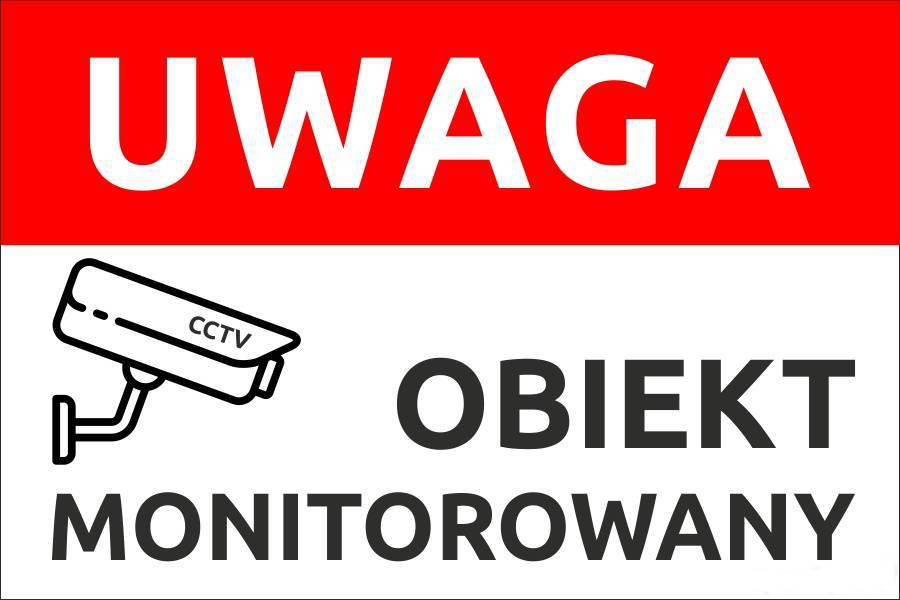 UWAGA
CCTV
OBIEKT
MONITOROWANY